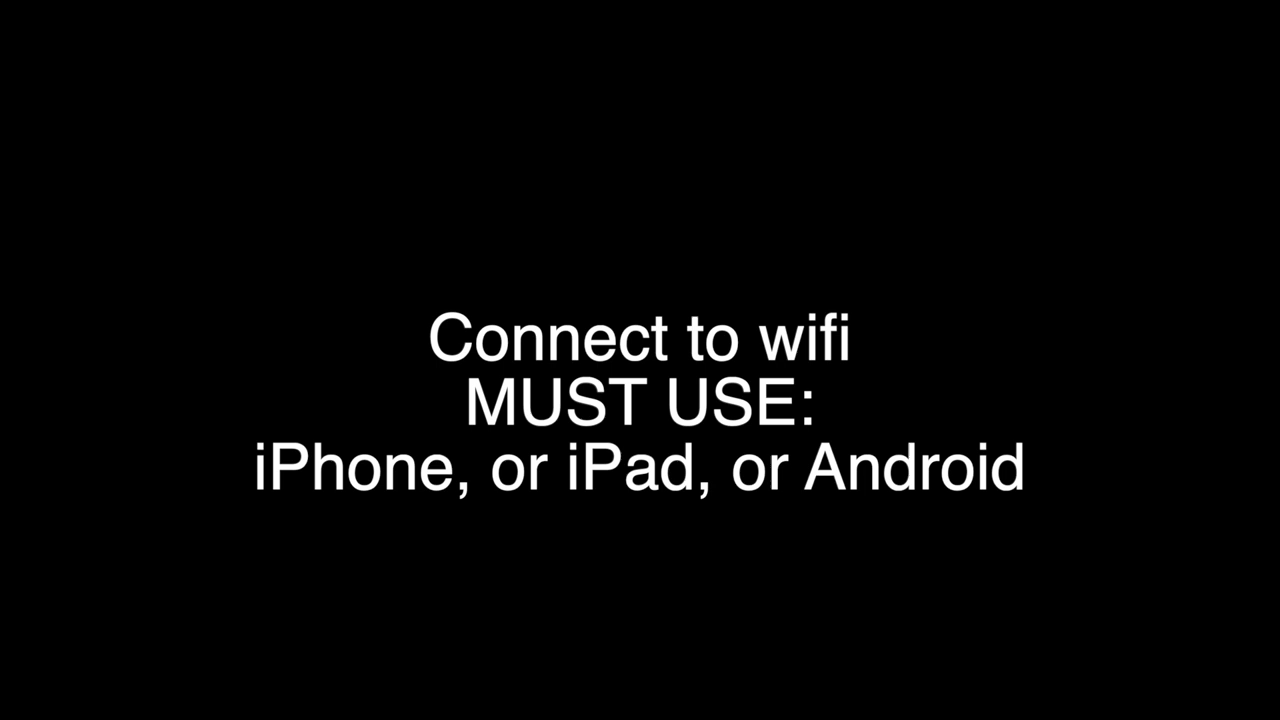 Connect to wifi
MUST USE:
iPhone, or iPad, or Android